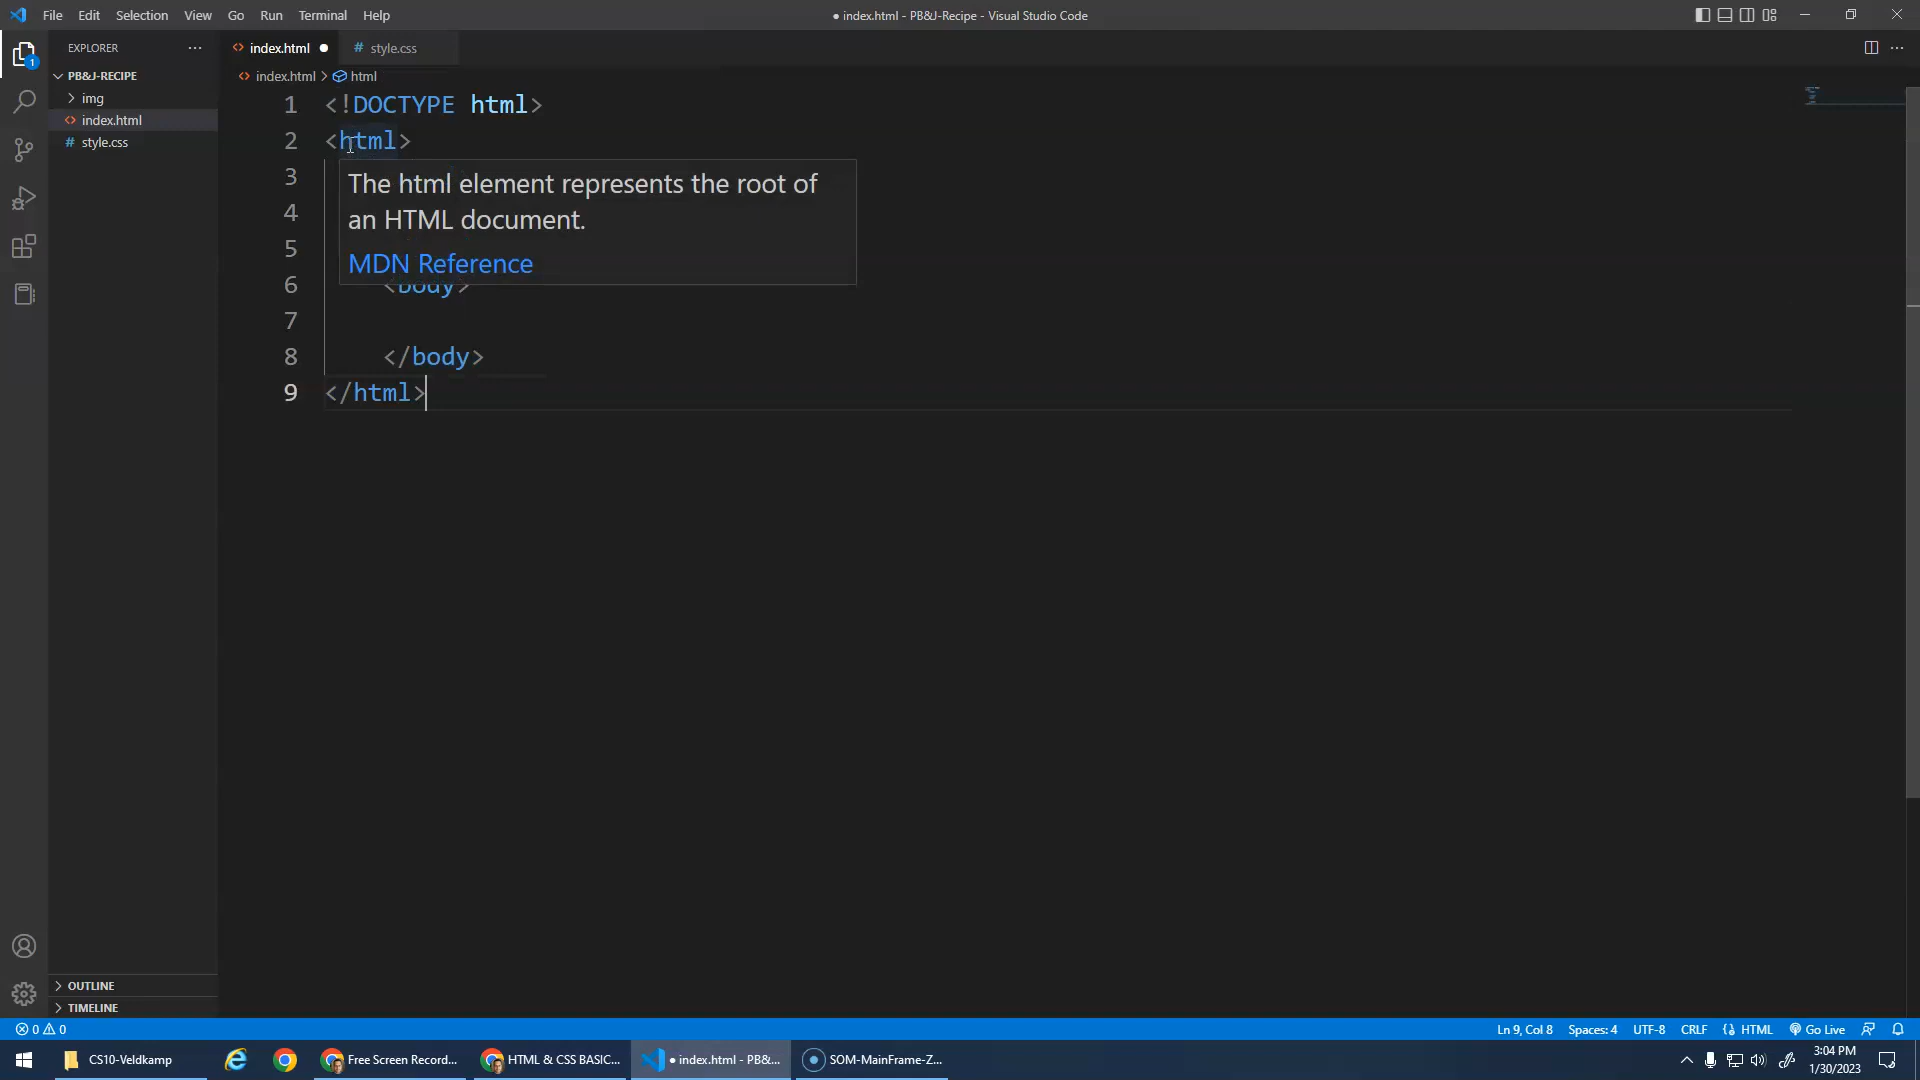 File Edit Selection View Go Run Terminal Help
● index.html - PB&J-Recipe - Visual Studio Code
EXPLORER
index.html
# style.css
PB&J-RECIPE
index.html > html
img
index.html
# style.css
1 <!DOCTYPE html>
2 <html>
3
The html element represents the root of
4
an HTML document.
5
MDN Reference
6 <body>
7
8 </body>
9 </html>
1
OUTLINE
TIMELINE
0 0
Ln 9, Col 8 Spaces: 4 UTF-8 CRLF HTML Go Live
CS10-Veldkamp
Free Screen Record...
HTML & CSS BASIC...
● index.html - PB&...
SOM-MainFrame-Z...
3:04 PM
1/30/2023